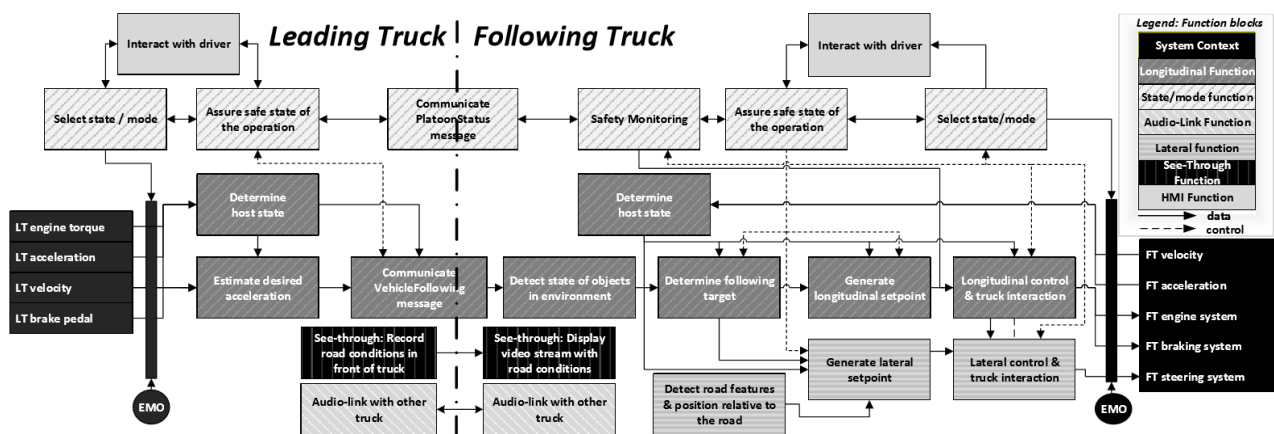 Leading Truck
Following Truck
Interact with driver
Select state / mode
Assure safe state of
the operation
Communicate
PlatoonStatus
message
Safety Monitoring
Interact with driver
Assure safe state of
the operation
Select state/mode
Legend: Function blocks
System Context
Longitudinal Function
State/mode function
Audio-Link Function
Lateral function
See-Through
Function
HMI Function
data
control
LT engine torque
LT acceleration
LT velocity
LT brake pedal
EMO
Determine
host state
Estimate desired
acceleration
Communicate
VehicleFollowing
message
Detect state of objects
in environment
Determine
host state
Determine following
target
Generate
longitudinal setpoint
Longitudinal control
& truck interaction
See-through: Record
road conditions in
front of truck
See-through: Display
video stream with
road conditions
Audio-link with other
truck
Audio-link with other
truck
Detect road features
& position relative to
the road
Generate lateral
setpoint
Lateral control &
truck interaction
FT velocity
FT acceleration
FT engine system
FT braking system
FT steering system
EMO